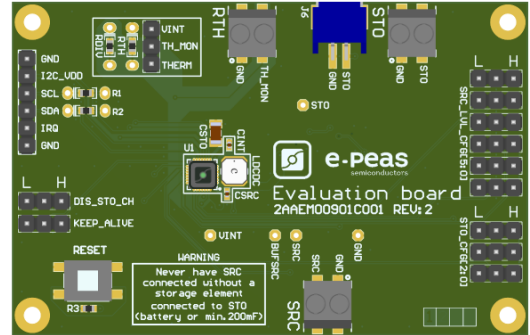 RTH
J6
STO
RDIV
RTH
VINT
TH_MON
THERM
GND
TH_MON
GND
STO
GND
STO
GND
I2C_VDD
SCL
R1
SDA
R2
IRQ
GND
L H
SRC_LVL_CFG[5:0]
STO
CSTO
CINT
U1
LDCDC
CSRC
e-peas
semiconductors
Evaluation board
2AAEM00901C001 REV:2
L H
DIS_STO_CH
KEEP_ALIVE
L H
STO_CFG[2:0]
VINT
BUFSRC
SRC
GND
RESET
R3
WARNING
Never have SRC
connected without a
storage element
connected to STO
(battery or min.200mF)
SRC
GND
SRC